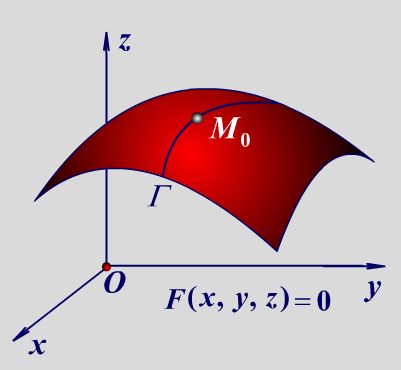 z
M₀
Γ
O
y
F(x, y, z)=0
x